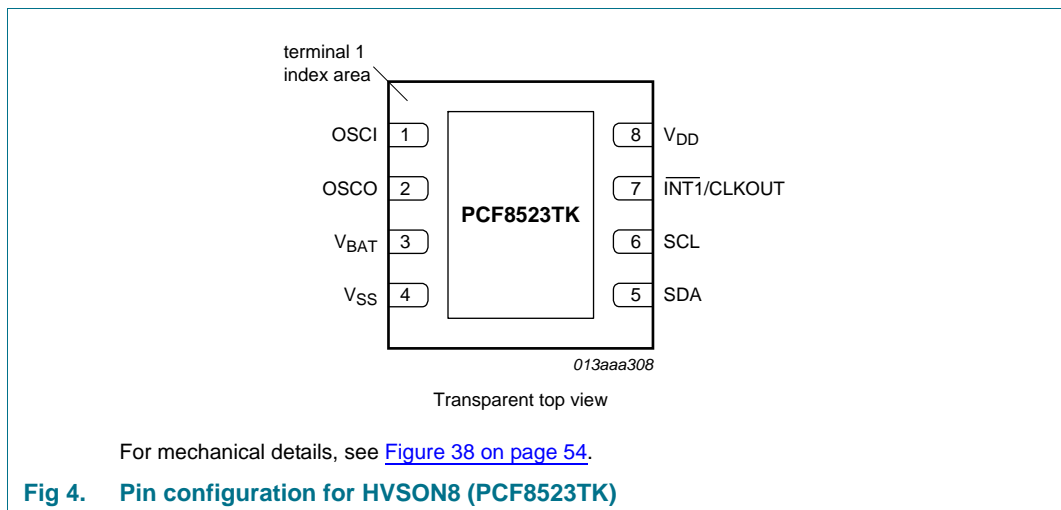 terminal 1
index area
OSCI 1
8 VDD
OSCO 2
7 INT1/CLKOUT
PCF8523TK
VBAT 3
6 SCL
VSS 4
5 SDA
013aaa308
Transparent top view
For mechanical details, see Figure 38 on page 54.
Fig 4. Pin configuration for HVSON8 (PCF8523TK)